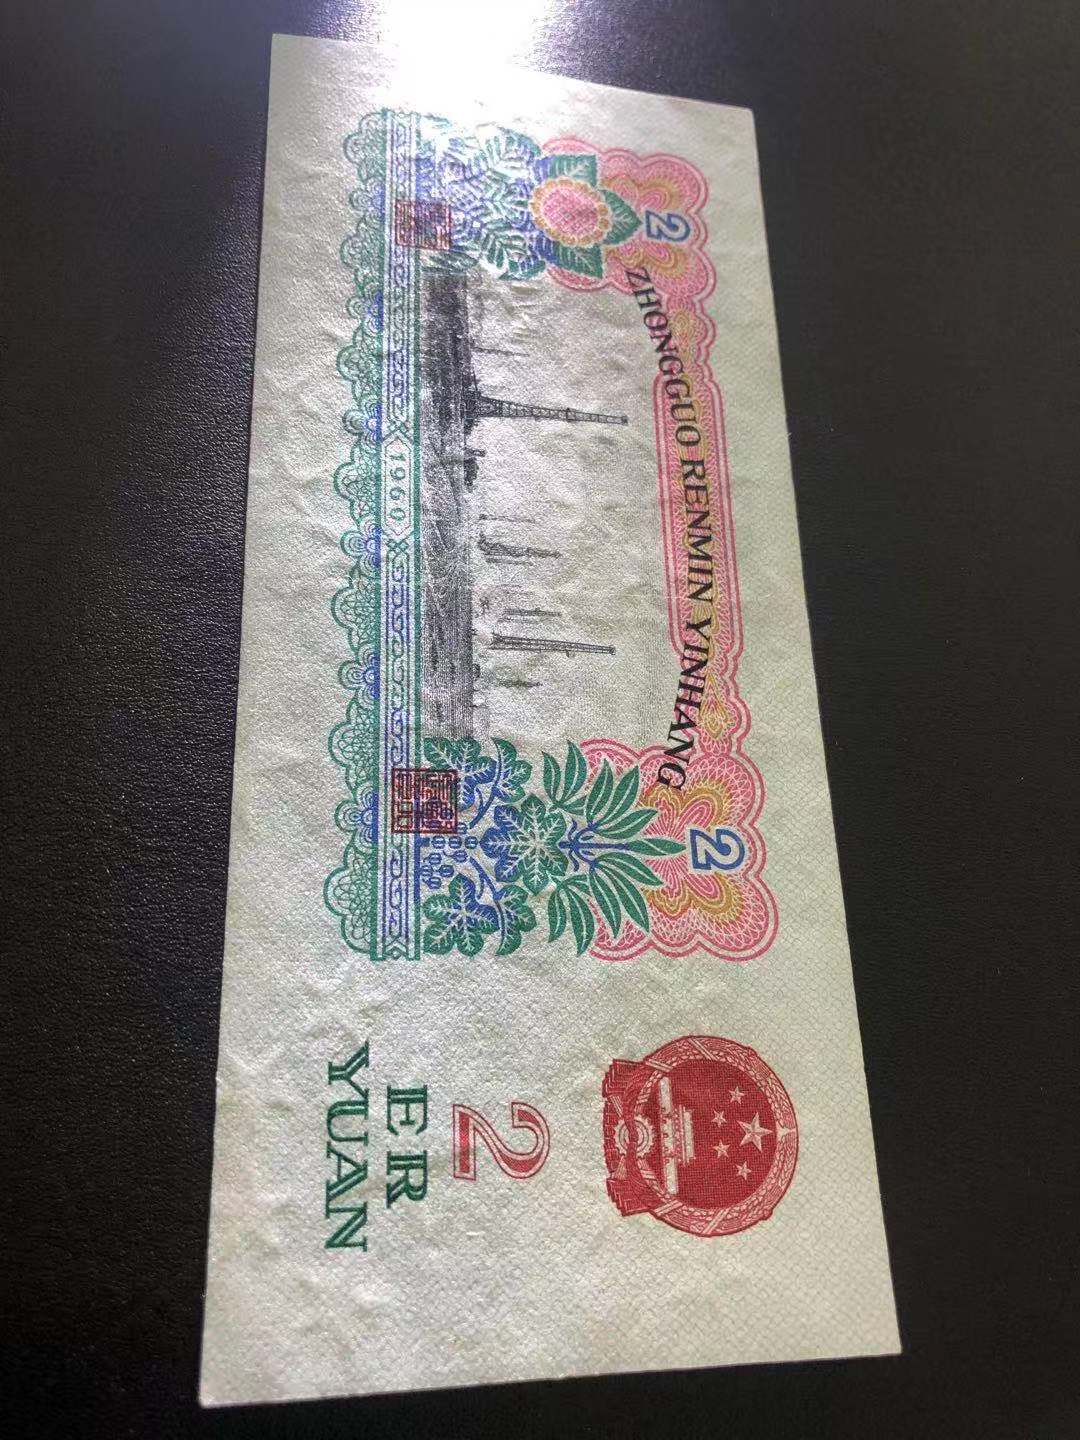 ZHONGGUO RENMIN YINHANG
2
2
2
ER
YUAN
1960